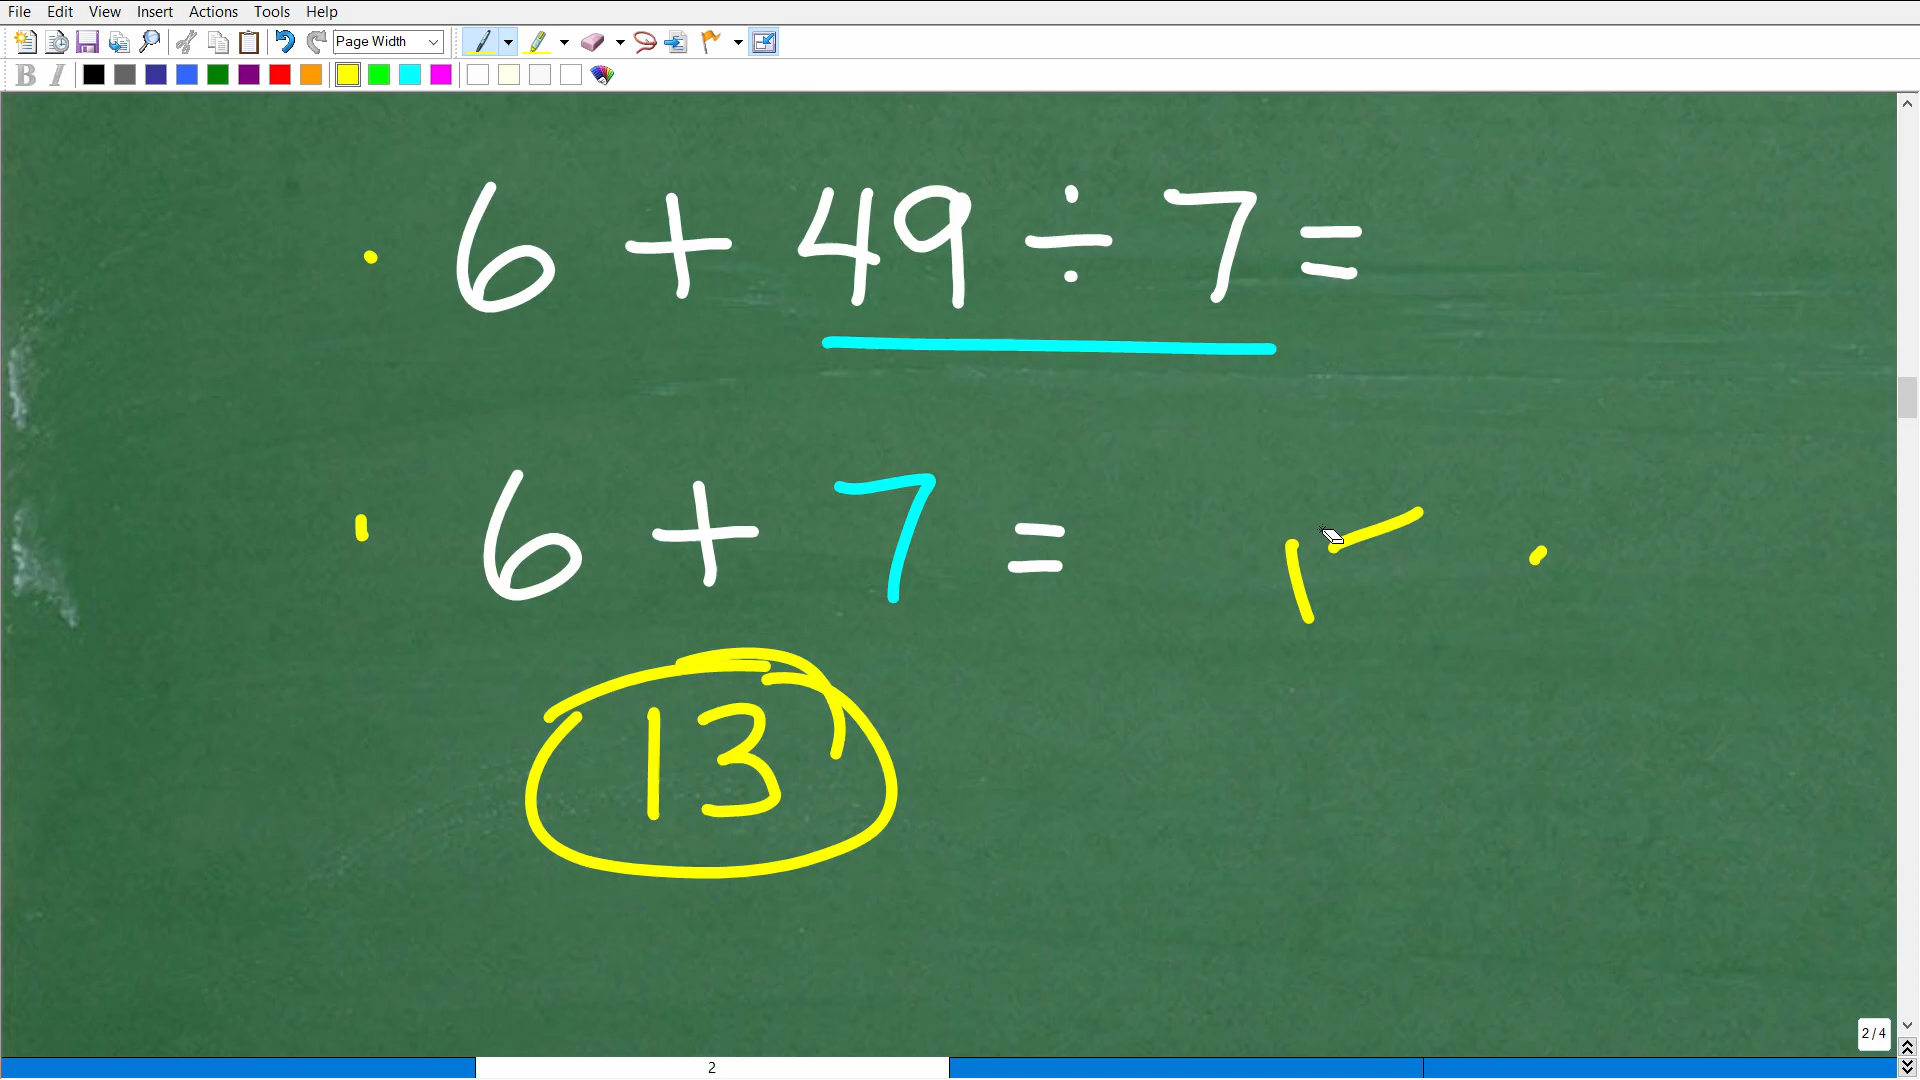 File Edit View Insert Actions Tools Help
Page Width
B I
6 + 49 ÷ 7 =
6 + 7 =
13
2 / 4
2